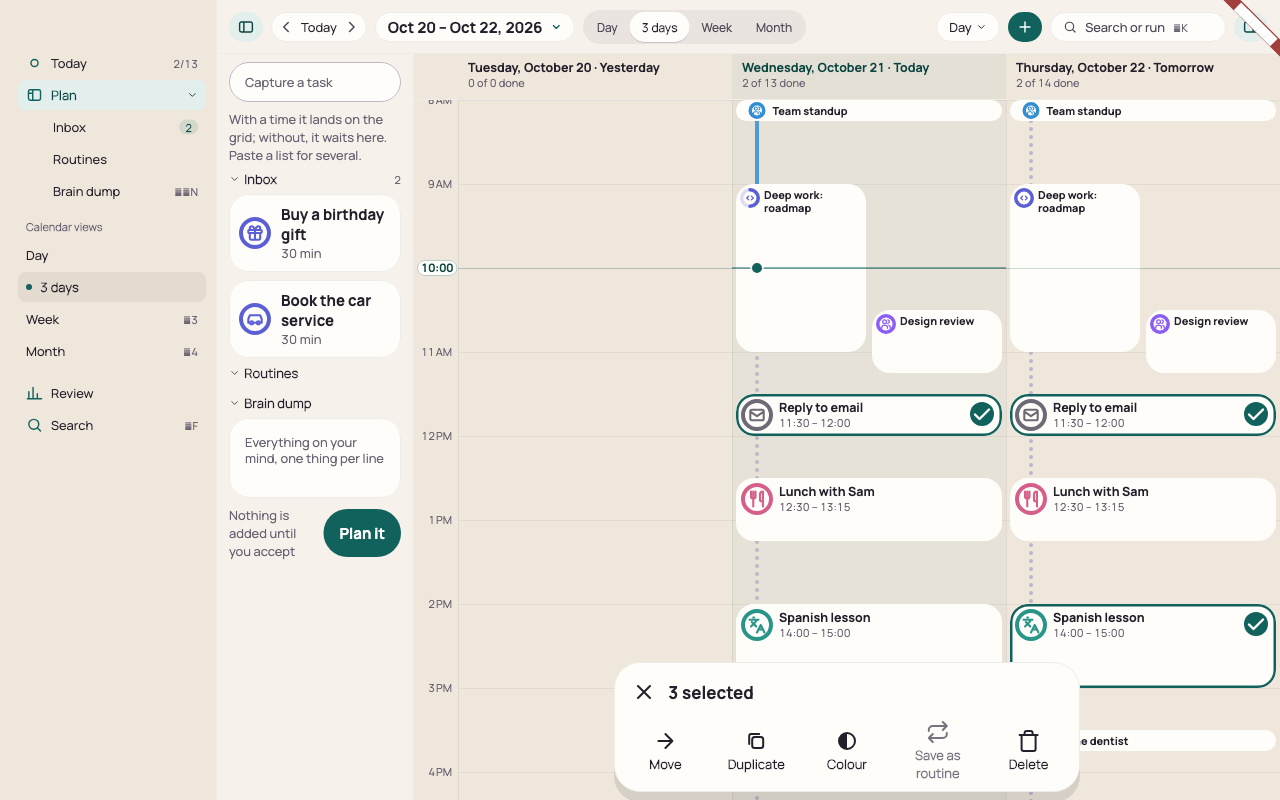 Today
2/13
Plan
Inbox
2
Routines
Brain dump
N
Calendar views
Day
3 days
Week
3
Month
4
Review
Search
F
Today
Oct 20 – Oct 22, 2026
Day
3 days
Week
Month
Day
Search or run
K
Capture a task
With a time it lands on the
grid; without, it waits here.
Paste a list for several.
Inbox
2
Buy a birthday
gift
30 min
Book the car
service
30 min
Routines
Brain dump
Everything on your
mind, one thing per line
Nothing is
added until
you accept
Plan it
Tuesday, October 20 · Yesterday
0 of 0 done
Wednesday, October 21 · Today
2 of 13 done
Thursday, October 22 · Tomorrow
2 of 14 done
8 AM
9 AM
10:00
11 AM
12 PM
1 PM
2 PM
3 PM
4 PM
Team standup
Deep work:
roadmap
Design review
Reply to email
11:30 – 12:00
Lunch with Sam
12:30 – 13:15
Spanish lesson
14:00 – 15:00
Team standup
Deep work:
roadmap
Design review
Reply to email
11:30 – 12:00
Lunch with Sam
12:30 – 13:15
Spanish lesson
14:00 – 15:00
e dentist
3 selected
Move
Duplicate
Colour
Save as
routine
Delete